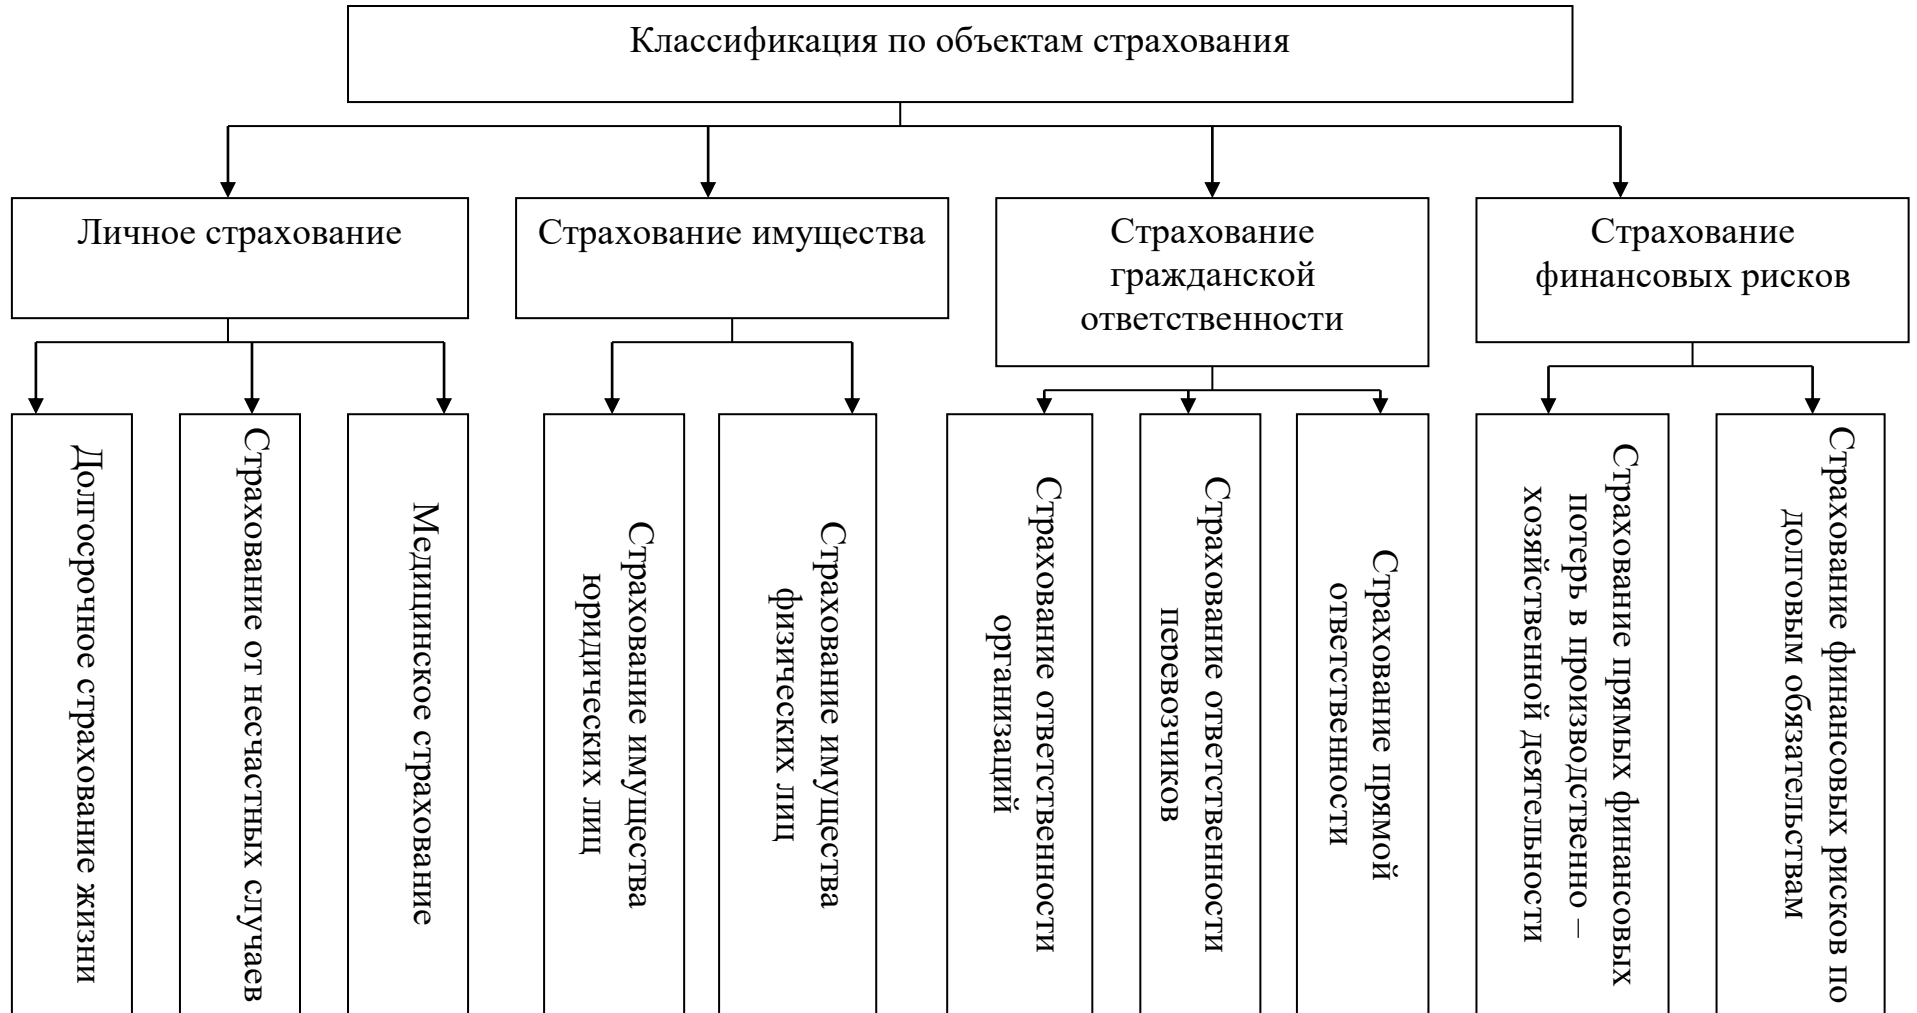 Классификация по объектам страхования
Личное страхование
Страхование имущества
Страхование
гражданской
ответственности
Страхование
финансовых рисков
Долгосрочное страхование жизни
Страхование от несчастных случаев
Медицинское страхование
Страхование имущества
юридических лиц
Страхование имущества
физических лиц
Страхование ответственности
организаций
Страхование ответственности
перевозчиков
Страхование прямой
ответственности
Страхование прямых финансовых
потерь в производственно –
хозяйственной деятельности
Страхование финансовых рисков по
долговым обязательствам